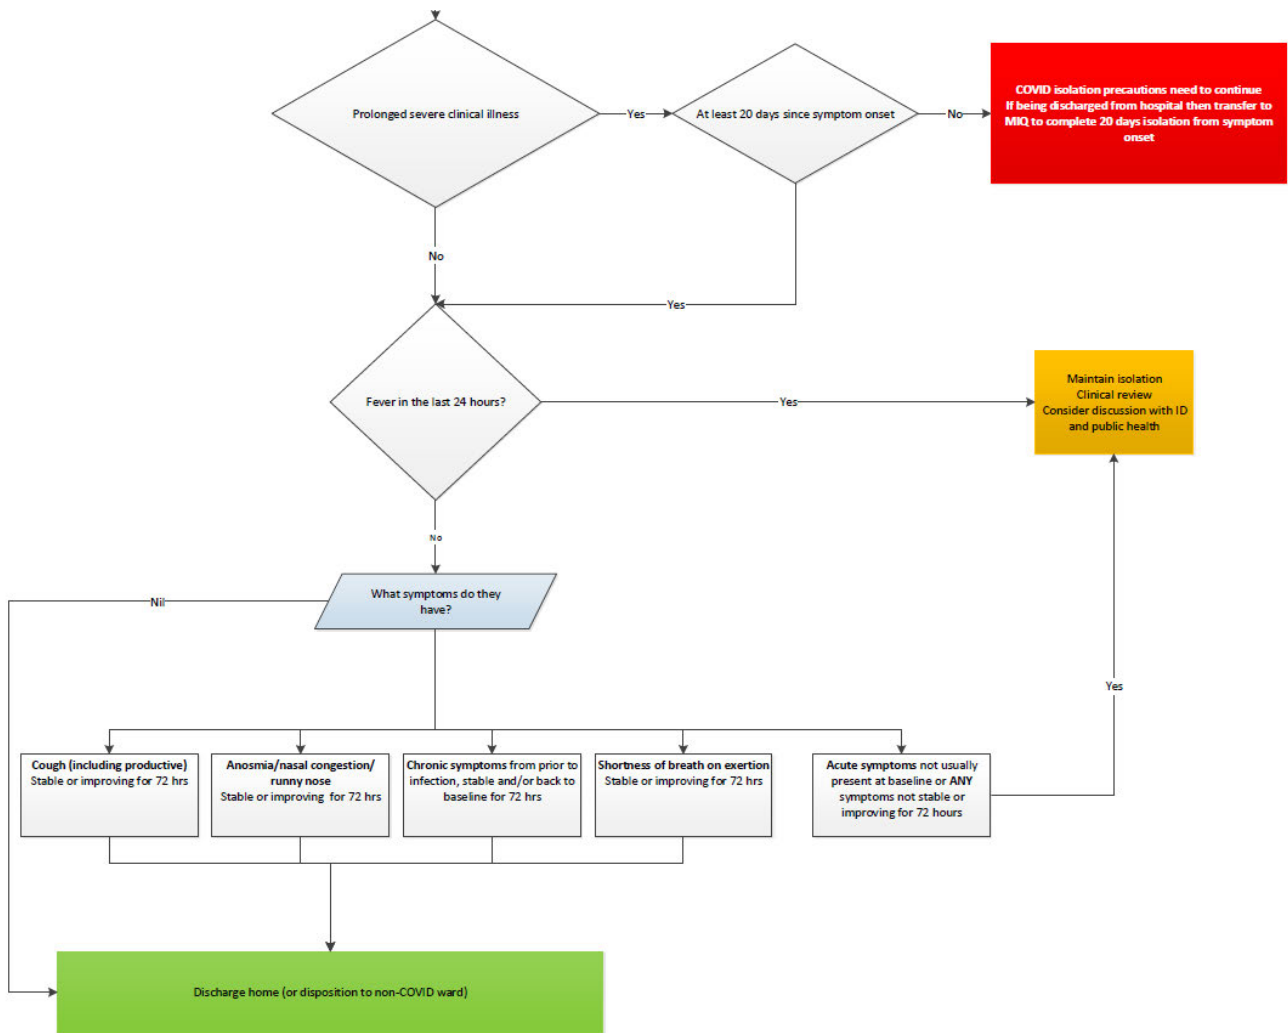 Prolonged severe clinical illness
Yes
At least 20 days since symptom onset
No
COVID isolation precautions need to continue
If being discharged from hospital then transfer to
MIQ to complete 20 days isolation from symptom
onset
No
Yes
Fever in the last 24 hours?
Yes
Maintain isolation
Clinical review
Consider discussion with ID
and public health
No
What symptoms do they
have?
Nil
Yes
Cough (including productive)
Stable or improving for 72 hrs
Anosmia/nasal congestion/
runny nose
Stable or improving for 72 hrs
Chronic symptoms from prior to
infection, stable and/or back to
baseline for 72 hrs
Shortness of breath on exertion
Stable or improving for 72 hrs
Acute symptoms not usually
present at baseline or ANY
symptoms not stable or
improving for 72 hours
Discharge home (or disposition to non-COVID ward)